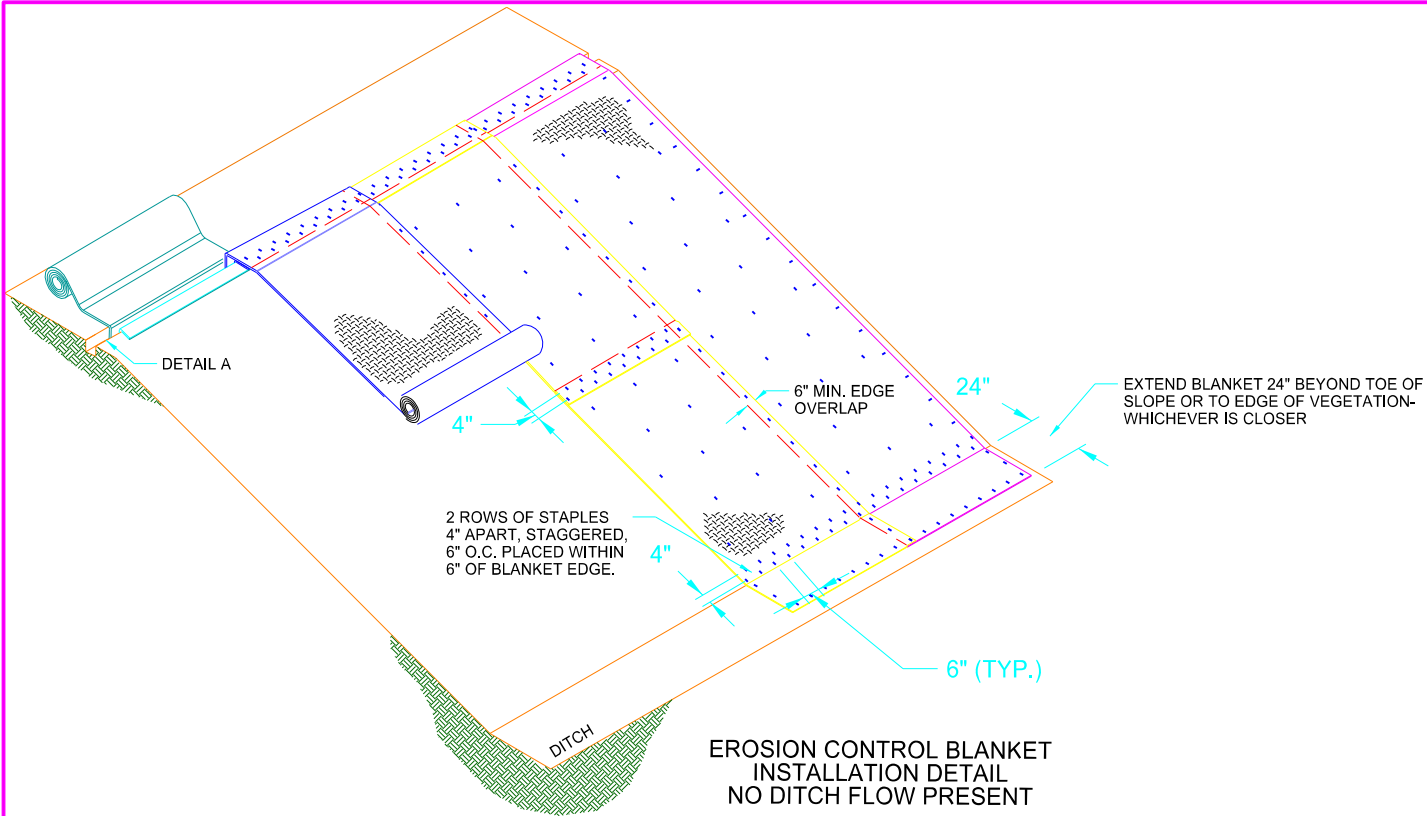 DETAIL A
4"
6" MIN. EDGE
OVERLAP
24"
EXTEND BLANKET 24" BEYOND TOE OF
SLOPE OR TO EDGE OF VEGETATION-
WHICHEVER IS CLOSER
2 ROWS OF STAPLES
4" APART, STAGGERED,
6" O.C. PLACED WITHIN
6" OF BLANKET EDGE.
4"
6" (TYP.)
DITCH
EROSION CONTROL BLANKET
INSTALLATION DETAIL
NO DITCH FLOW PRESENT